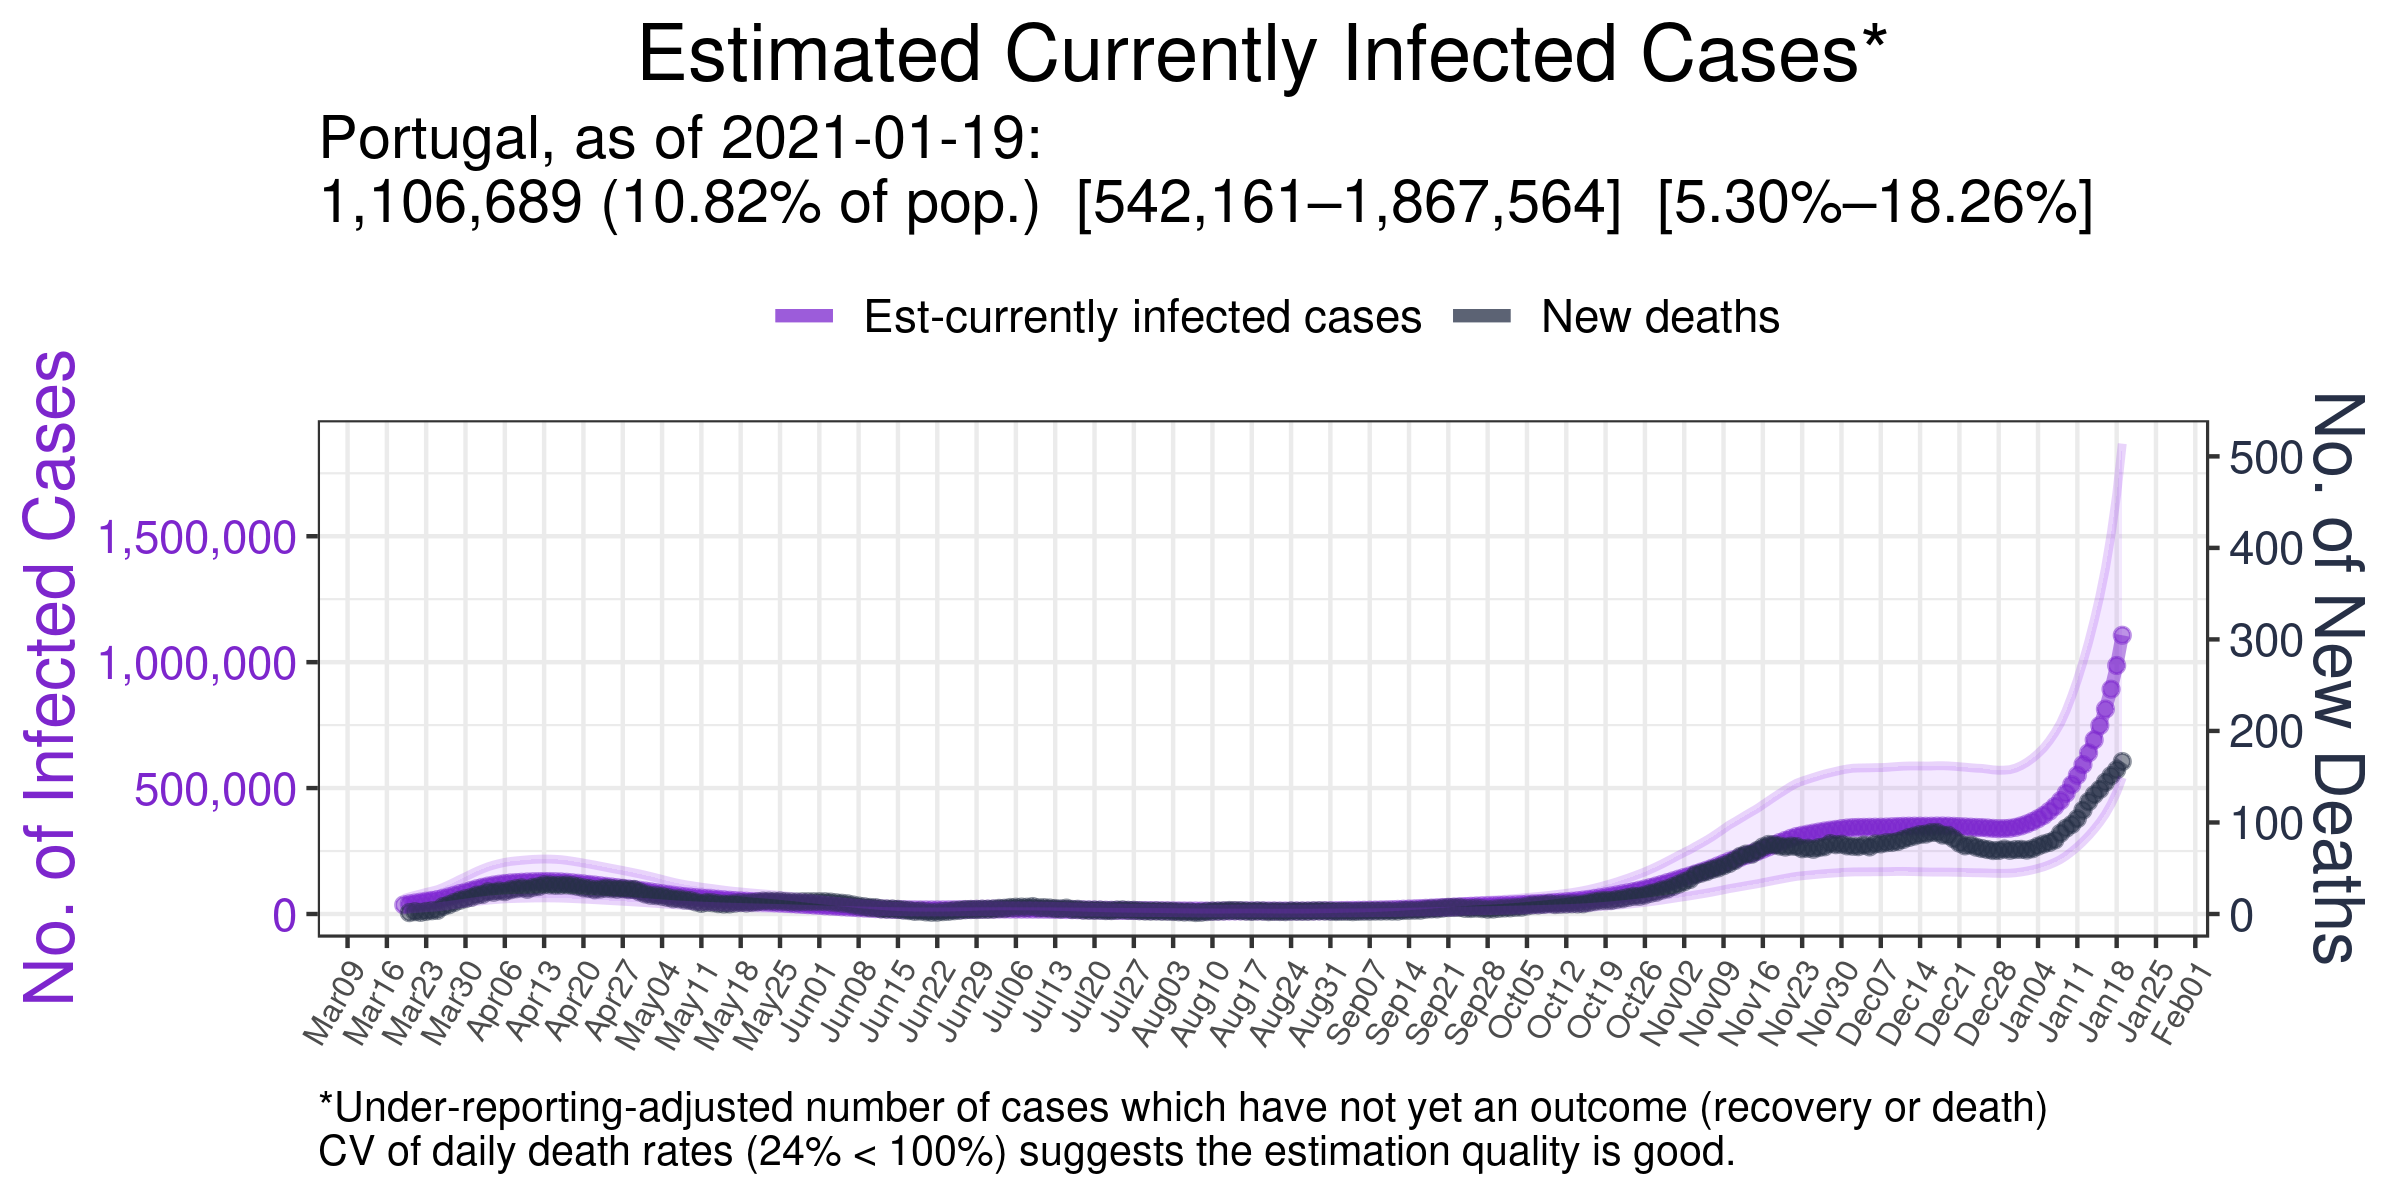 Estimated Currently Infected Cases*
Portugal, as of 2021-01-19:
1,106,689 (10.82% of pop.) [542,161–1,867,564] [5.30%–18.26%]
Est-currently infected cases New deaths
No. of Infected Cases
1,500,000
1,000,000
500,000
0
500
400
300
200
100
0
No. of New Deaths
Mar09 Mar16 Mar23 Mar30 Apr06 Apr13 Apr20 Apr27 May04 May11 May18 May25 Jun01 Jun08 Jun15 Jun22 Jun29 Jul06 Jul13 Jul20 Jul27 Aug03 Aug10 Aug17 Aug24 Aug31 Sep07 Sep14 Sep21 Sep28 Oct05 Oct12 Oct19 Oct26 Nov02 Nov09 Nov16 Nov23 Nov30 Dec07 Dec14 Dec21 Dec28 Jan04 Jan11 Jan18 Jan25 Feb01
*Under-reporting-adjusted number of cases which have not yet an outcome (recovery or death)
CV of daily death rates (24% < 100%) suggests the estimation quality is good.